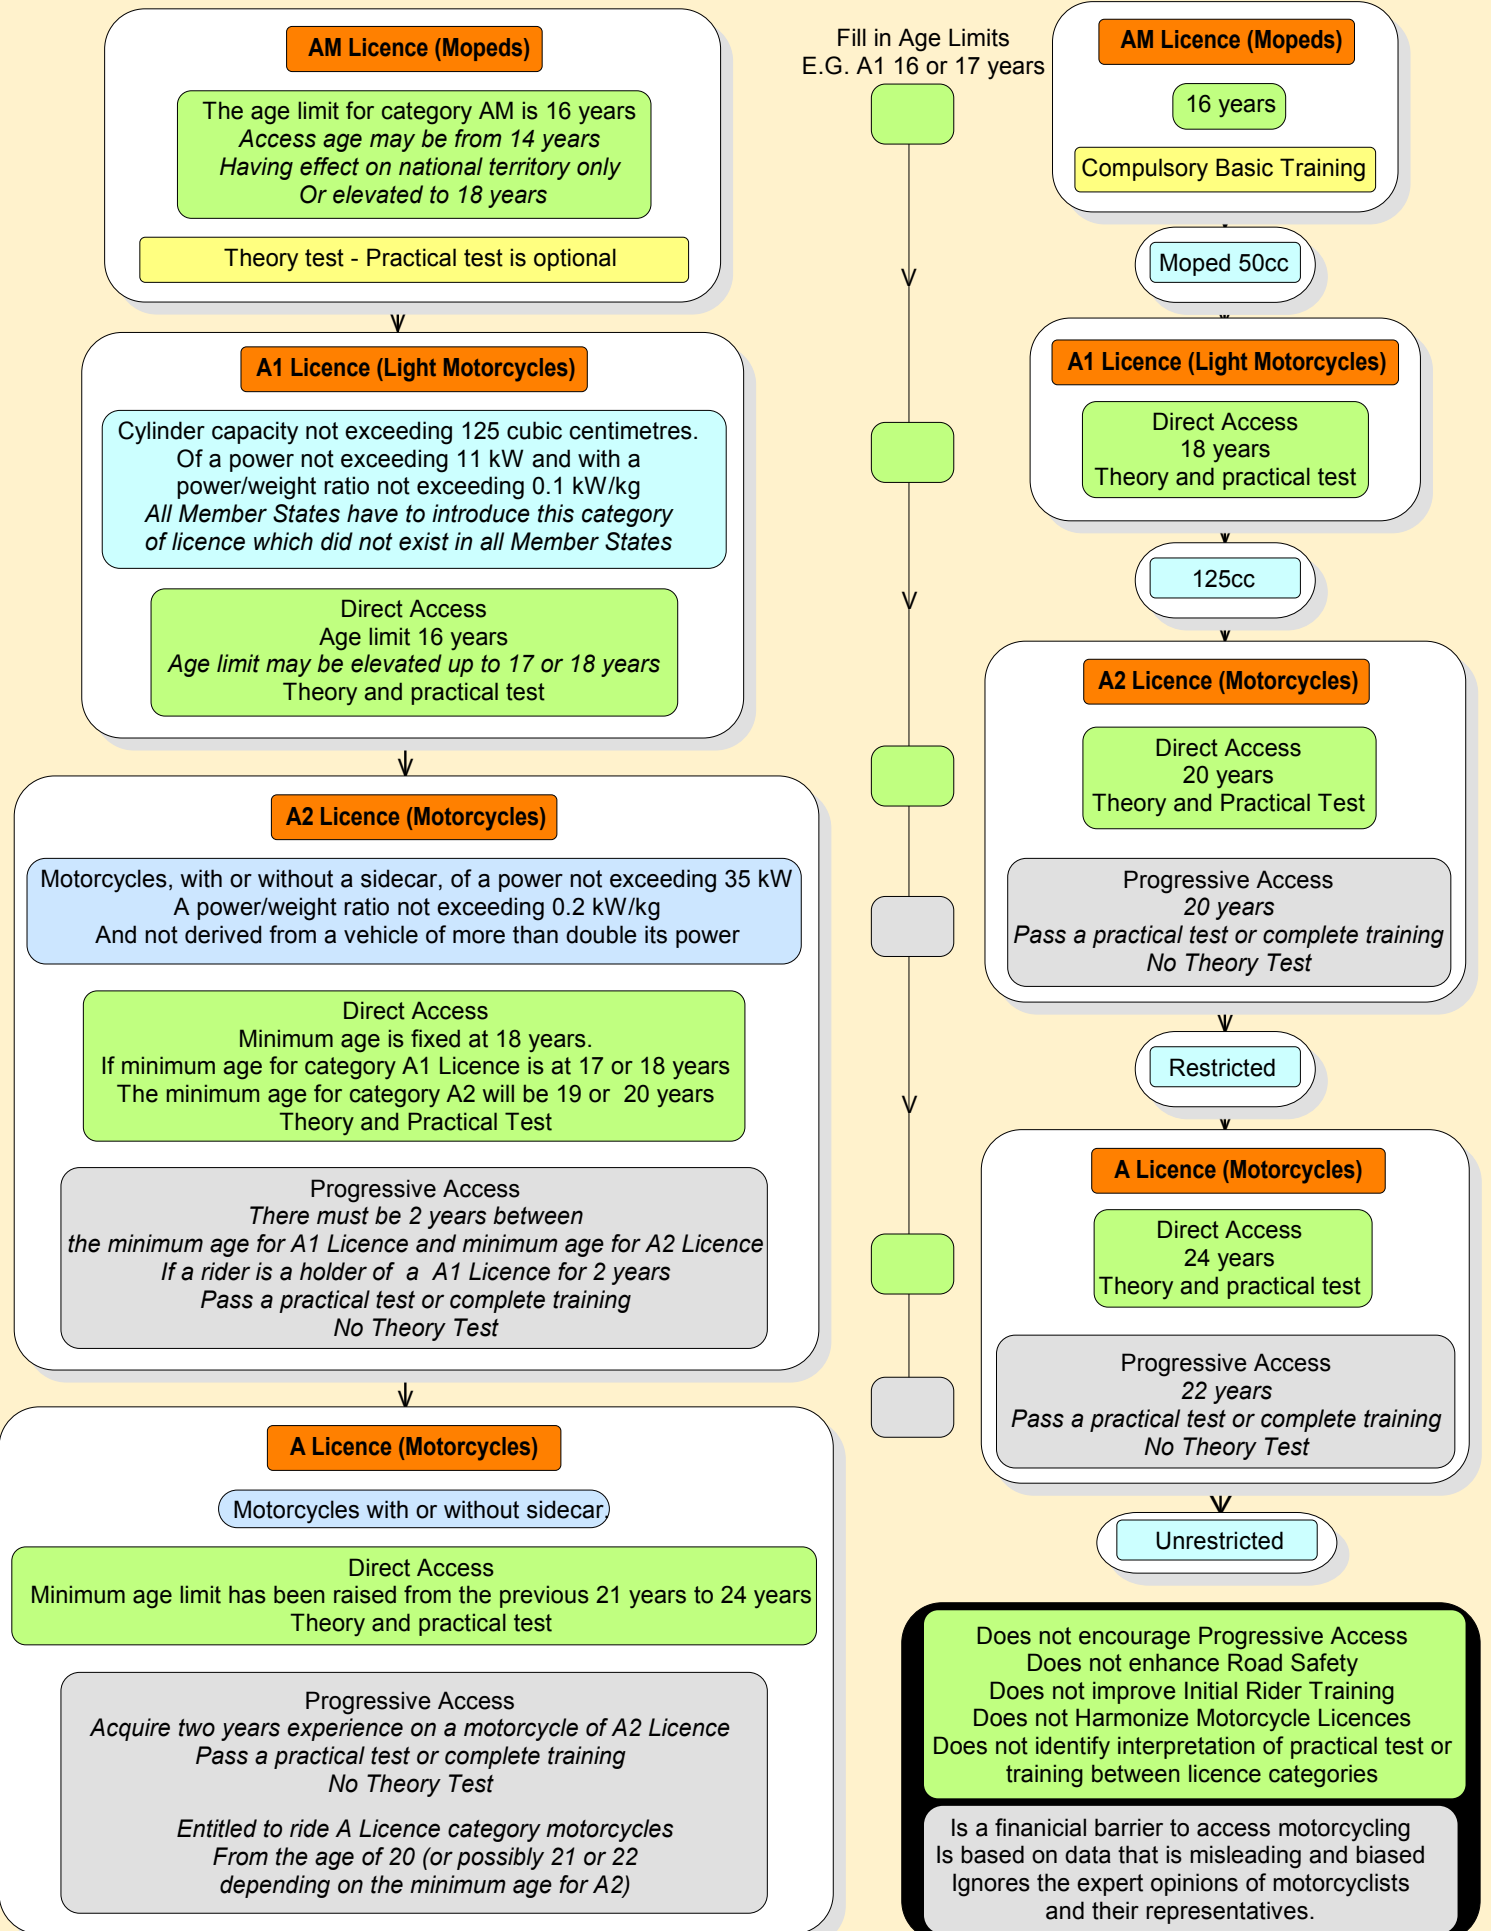 AM Licence (Mopeds)
The age limit for category AM is 16 years
Access age may be from 14 years
Having effect on national territory only
Or elevated to 18 years
Theory test - Practical test is optional
A1 Licence (Light Motorcycles)
Cylinder capacity not exceeding 125 cubic centimetres.
Of a power not exceeding 11 kW and with a
power/weight ratio not exceeding 0.1 kW/kg
All Member States have to introduce this category
of licence which did not exist in all Member States
Direct Access
Age limit 16 years
Age limit may be elevated up to 17 or 18 years
Theory and practical test
A2 Licence (Motorcycles)
Motorcycles, with or without a sidecar, of a power not exceeding 35 kW
A power/weight ratio not exceeding 0.2 kW/kg
And not derived from a vehicle of more than double its power
Direct Access
Minimum age is fixed at 18 years.
If minimum age for category A1 Licence is at 17 or 18 years
The minimum age for category A2 will be 19 or 20 years
Theory and Practical Test
Progressive Access
There must be 2 years between
the minimum age for A1 Licence and minimum age for A2 Licence
If a rider is a holder of a A1 Licence for 2 years
Pass a practical test or complete training
No Theory Test
A Licence (Motorcycles)
Motorcycles with or without sidecar.
Direct Access
Minimum age limit has been raised from the previous 21 years to 24 years
Theory and practical test
Progressive Access
Acquire two years experience on a motorcycle of A2 Licence
Pass a practical test or complete training
No Theory Test
Entitled to ride A Licence category motorcycles
From the age of 20 (or possibly 21 or 22
depending on the minimum age for A2)
Fill in Age Limits
E.G. A1 16 or 17 years
AM Licence (Mopeds)
16 years
Compulsory Basic Training
Moped 50cc
A1 Licence (Light Motorcycles)
Direct Access
18 years
Theory and practical test
125cc
A2 Licence (Motorcycles)
Direct Access
20 years
Theory and Practical Test
Progressive Access
20 years
Pass a practical test or complete training
No Theory Test
Restricted
A Licence (Motorcycles)
Direct Access
24 years
Theory and practical test
Progressive Access
22 years
Pass a practical test or complete training
No Theory Test
Unrestricted
Does not encourage Progressive Access
Does not enhance Road Safety
Does not improve Initial Rider Training
Does not Harmonize Motorcycle Licences
Does not identify interpretation of practical test or
training between licence categories
Is a finanicial barrier to access motorcycling
Is based on data that is misleading and biased
Ignores the expert opinions of motorcyclists
and their representatives.